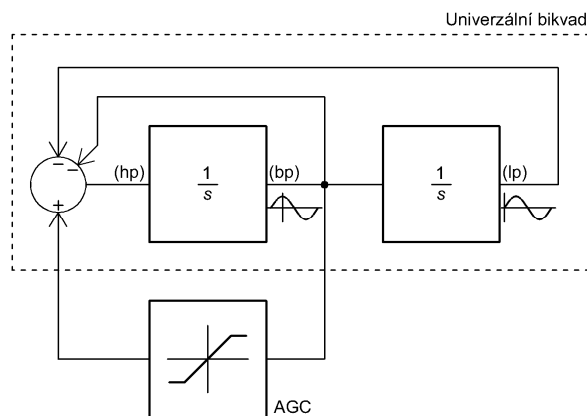 Univerzální bikvad
−
−
+
(hp)
1
s
(bp)
1
s
(lp)
AGC